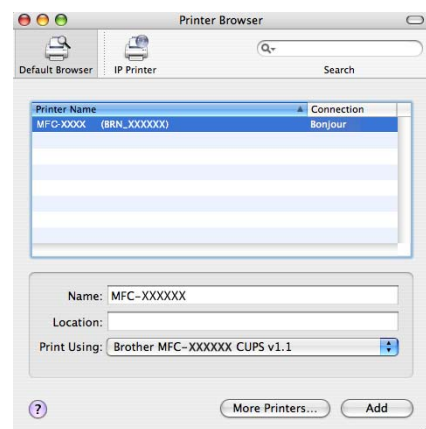 Printer Browser
Default Browser IP Printer Search
Printer Name Connection
MFC-XXXX (BRN_XXXXXX) Bonjour
Name: MFC-XXXXXX
Location:
Print Using: Brother MFC-XXXXXX CUPS v1.1
? More Printers... Add